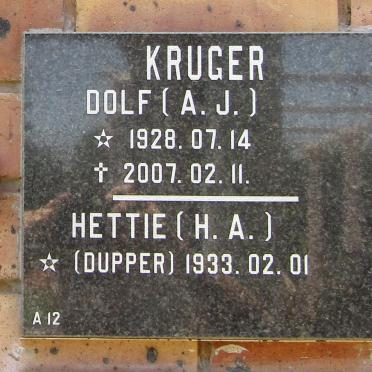 KRUGER
DOLF (A. J.)
☆ 1928. 07. 14
✝ 2007. 02. 11.
HETTIE (H. A.)
☆ (DUPPER) 1933. 02. 01
A 12